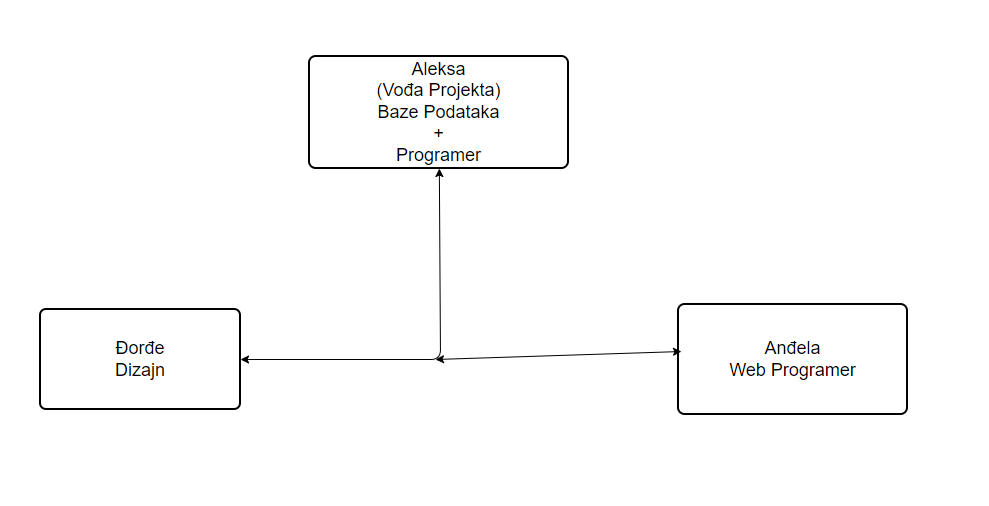 Aleksa
(Vođa Projekta)
Baze Podataka
+
Programer
Đorđe
Dizajn
Anđela
Web Programer